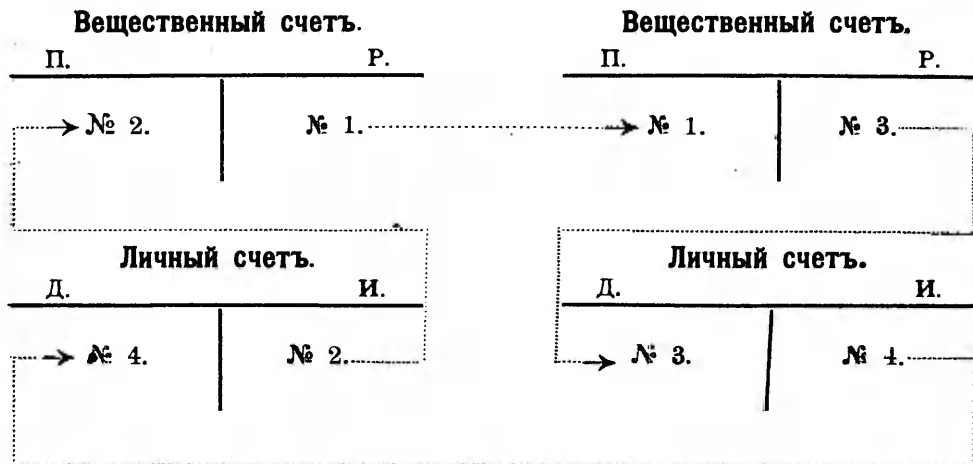 Вещественный счетъ. Вещественный счетъ.
П. Р. П. Р.
№ 2. № 1. № 1. № 3.
Личный счетъ. Личный счетъ.
Д. И. Д. И.
№ 4. № 2. № 3. № 4.